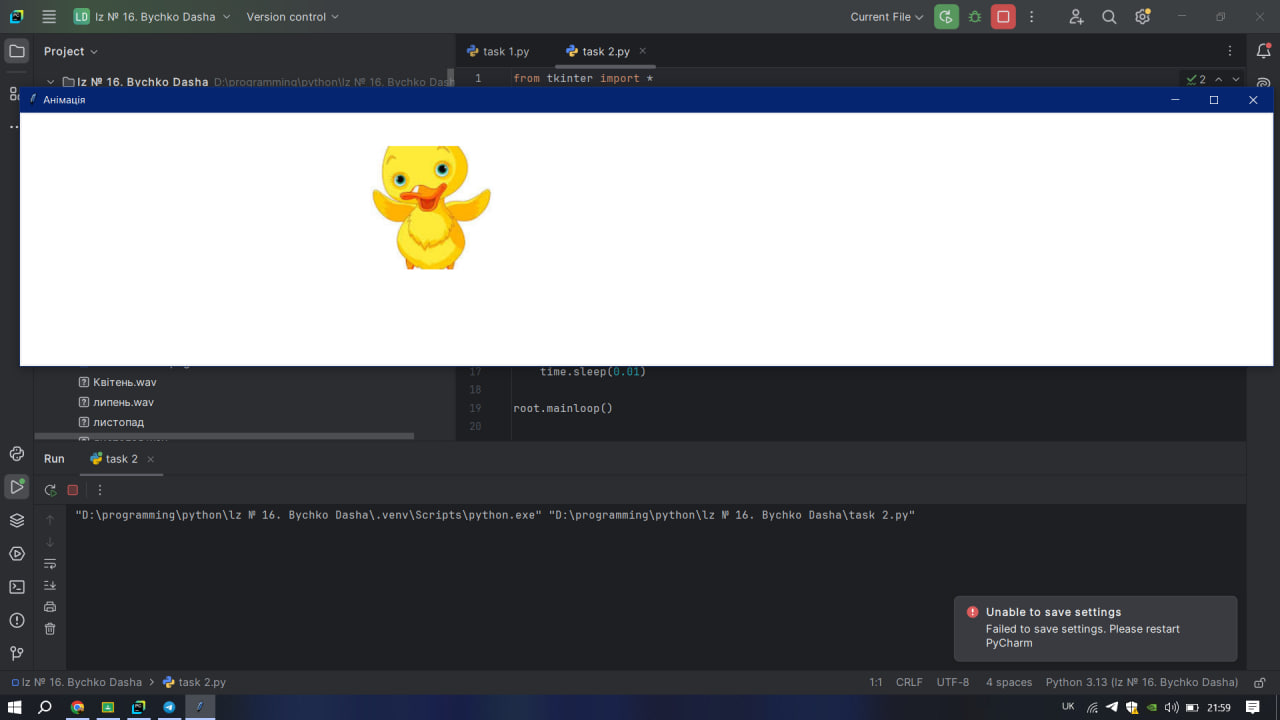 LD lz № 16. Bychko Dasha Version control Current File
Project task 1.py task 2.py
lz № 16. Bychko Dasha D:\programming\python\lz № 16. Bychko Dash 1 from tkinter import * 2
Анімація
17 time.sleep(0.01)
Квітень.wav
18
липень.wav
19 root.mainloop()
листопад
20
Run task 2
"D:\programming\python\lz № 16. Bychko Dasha\.venv\Scripts\python.exe" "D:\programming\python\lz № 16. Bychko Dasha\task 2.py"
Unable to save settings
Failed to save settings. Please restart
PyCharm
lz № 16. Bychko Dasha task 2.py 1:1 CRLF UTF-8 4 spaces Python 3.13 (lz № 16. Bychko Dasha)
UK 21:59